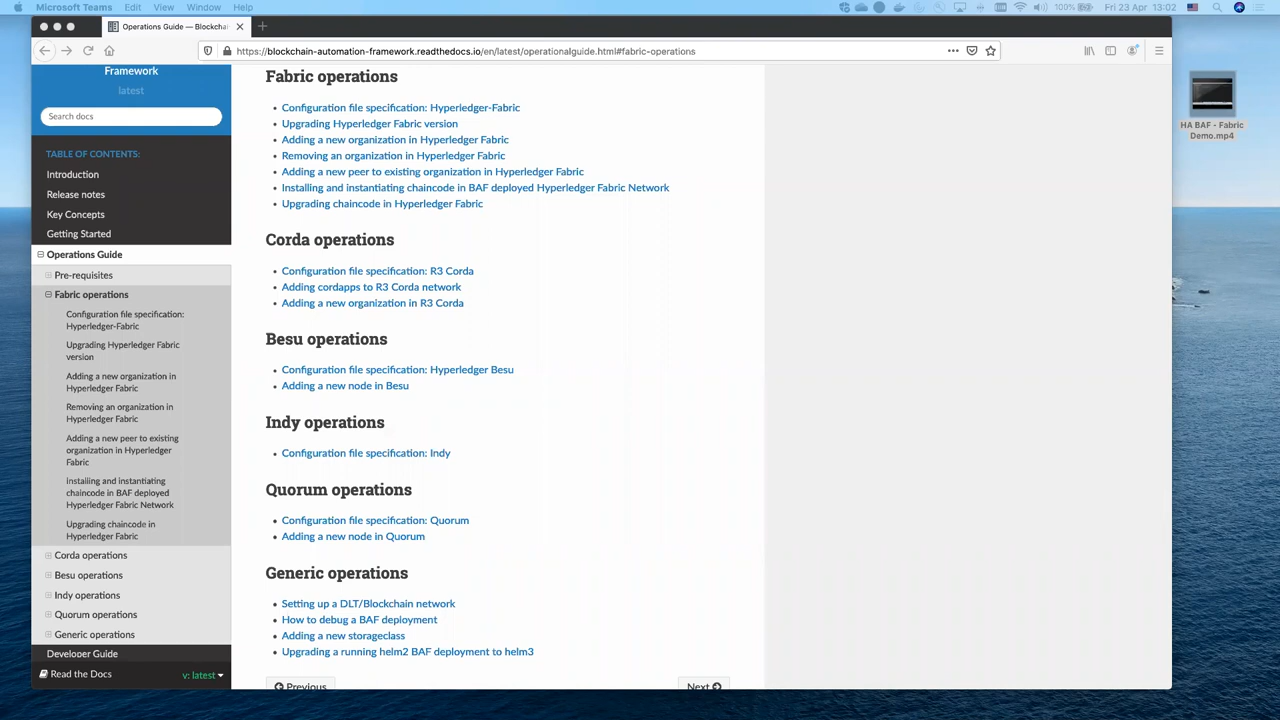 Microsoft Teams Edit View Window Help
100% Fri 23 Apr 13:02
Operations Guide — Blockcha
https://blockchain-automation-framework.readthedocs.io/en/latest/operationalguide.html#fabric-operations
Framework
latest
Search docs
TABLE OF CONTENTS:
Introduction
Release notes
Key Concepts
Getting Started
Operations Guide
Pre-requisites
Fabric operations
Configuration file specification:
Hyperledger-Fabric
Upgrading Hyperledger Fabric
version
Adding a new organization in
Hyperledger Fabric
Removing an organization in
Hyperledger Fabric
Adding a new peer to existing
organization in Hyperledger
Fabric
Installing and instantiating
chaincode in BAF deployed
Hyperledger Fabric Network
Upgrading chaincode in
Hyperledger Fabric
Corda operations
Besu operations
Indy operations
Quorum operations
Generic operations
Developer Guide
Read the Docs v: latest
Fabric operations
Configuration file specification: Hyperledger-Fabric
Upgrading Hyperledger Fabric version
Adding a new organization in Hyperledger Fabric
Removing an organization in Hyperledger Fabric
Adding a new peer to existing organization in Hyperledger Fabric
Installing and instantiating chaincode in BAF deployed Hyperledger Fabric Network
Upgrading chaincode in Hyperledger Fabric
Corda operations
Configuration file specification: R3 Corda
Adding cordapps to R3 Corda network
Adding a new organization in R3 Corda
Besu operations
Configuration file specification: Hyperledger Besu
Adding a new node in Besu
Indy operations
Configuration file specification: Indy
Quorum operations
Configuration file specification: Quorum
Adding a new node in Quorum
Generic operations
Setting up a DLT/Blockchain network
How to debug a BAF deployment
Adding a new storageclass
Upgrading a running helm2 BAF deployment to helm3
Previous
Next
HA BAF - Fabric
Demo.mp4